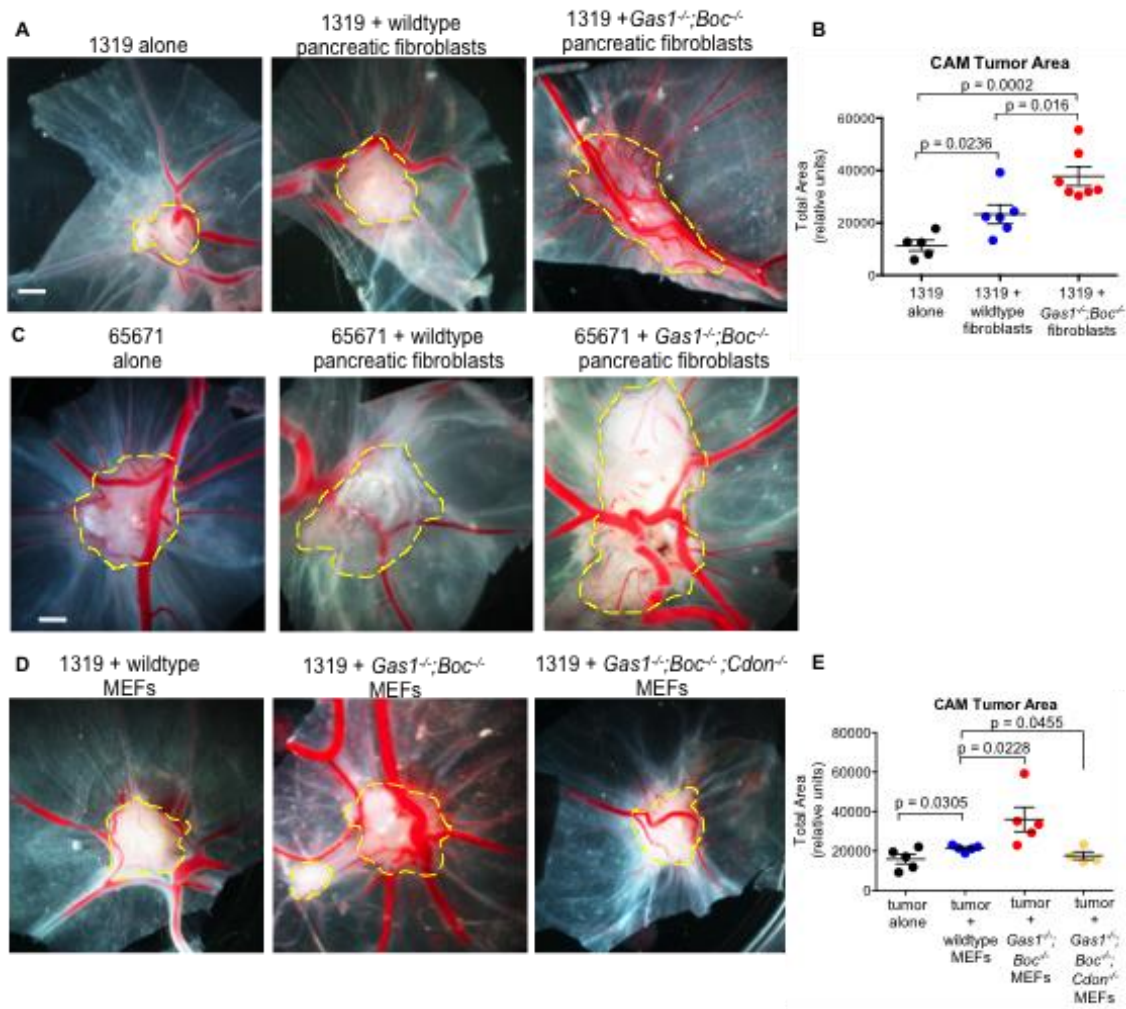 A
1319 alone
1319 + wildtype
pancreatic fibroblasts
1319 +Gas1-/-;Boc-/-
pancreatic fibroblasts
B
CAM Tumor Area
p = 0.0002
p = 0.016
p = 0.0236
Total Area
(relative units)
60000
40000
20000
0
1319
alone
1319 +
wildtype
fibroblasts
1319 +
Gas1-/-;Boc-/-
fibroblasts
C
65671
alone
65671 + wildtype
pancreatic fibroblasts
65671 + Gas1-/-;Boc-/-
pancreatic fibroblasts
D
1319 + wildtype
MEFs
1319 + Gas1-/-;Boc-/-
MEFs
1319 + Gas1-/-;Boc-/- ;Cdon-/-
MEFs
E
CAM Tumor Area
p = 0.0455
p = 0.0228
p = 0.0305
Total Area
(relative units)
80000
60000
40000
20000
0
tumor
alone
tumor
+
wildtype
MEFs
tumor
+
Gas1-/-;
Boc-/-
MEFs
tumor
+
Gas1-/-;
Boc-/-;
Cdon-/-
MEFs